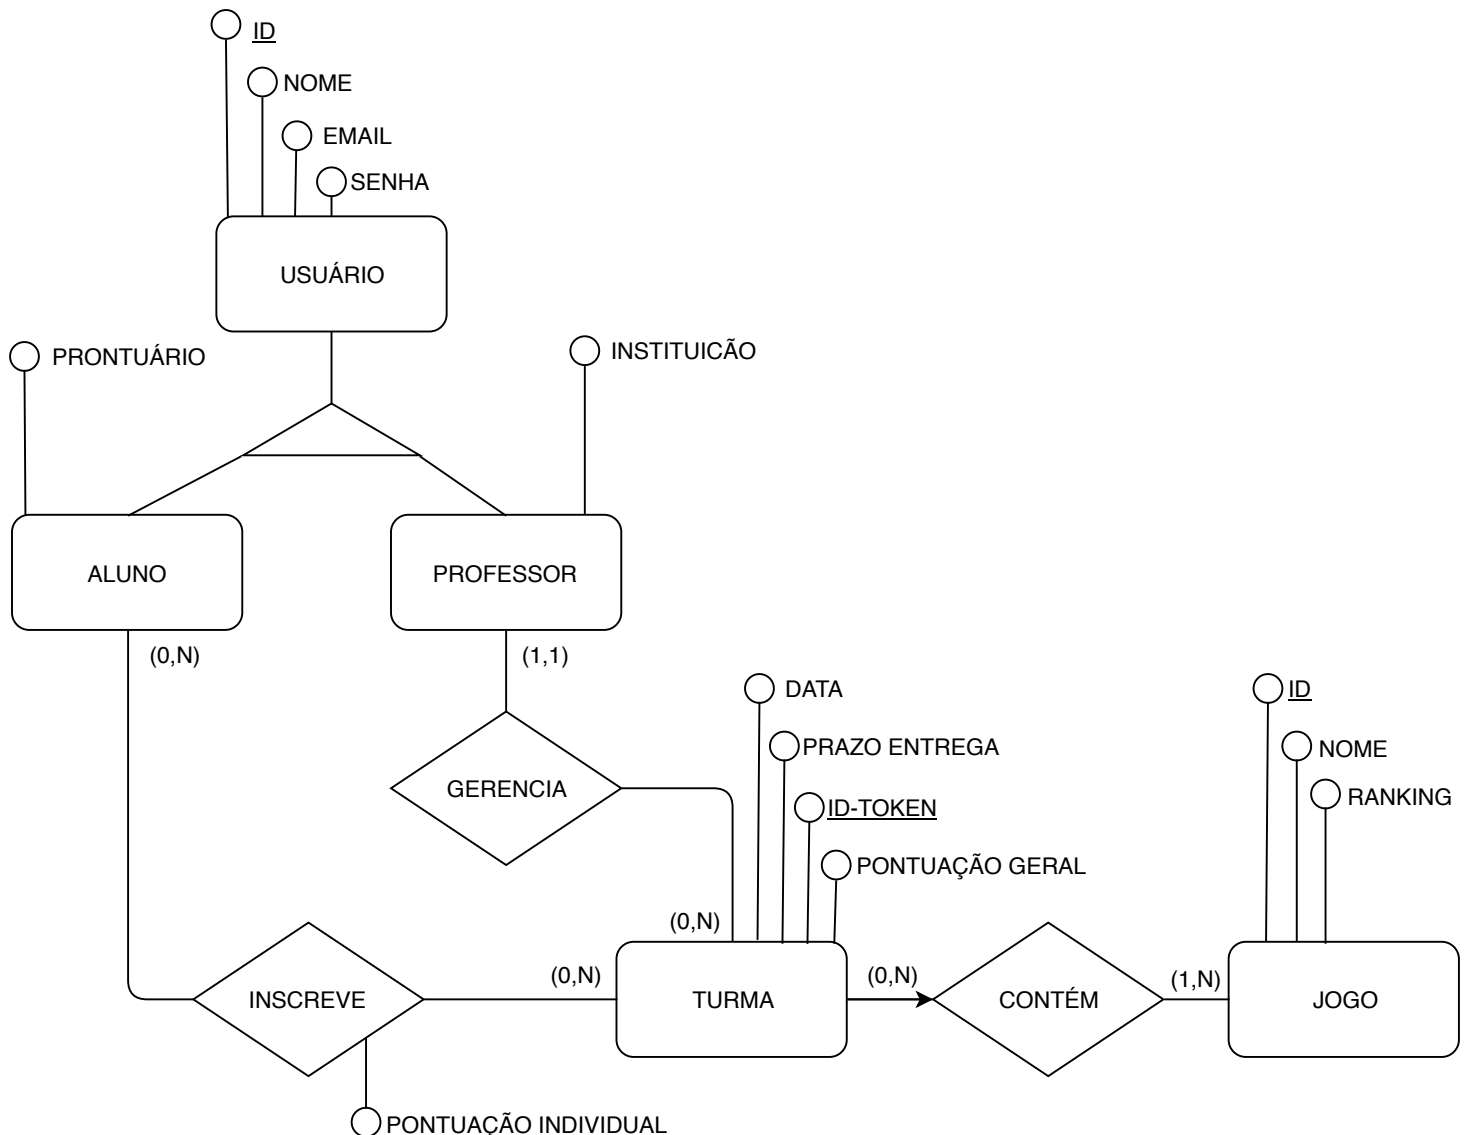 ID
NOME
EMAIL
SENHA
USUÁRIO
PRONTUÁRIO
INSTITUICÃO
ALUNO
PROFESSOR
(0,N)
(1,1)
DATA
ID
PRAZO ENTREGA
NOME
GERENCIA
RANKING
ID-TOKEN
PONTUAÇÃO GERAL
(0,N)
(0,N)
(0,N)
(1,N)
INSCREVE
TURMA
CONTÉM
JOGO
PONTUAÇÃO INDIVIDUAL